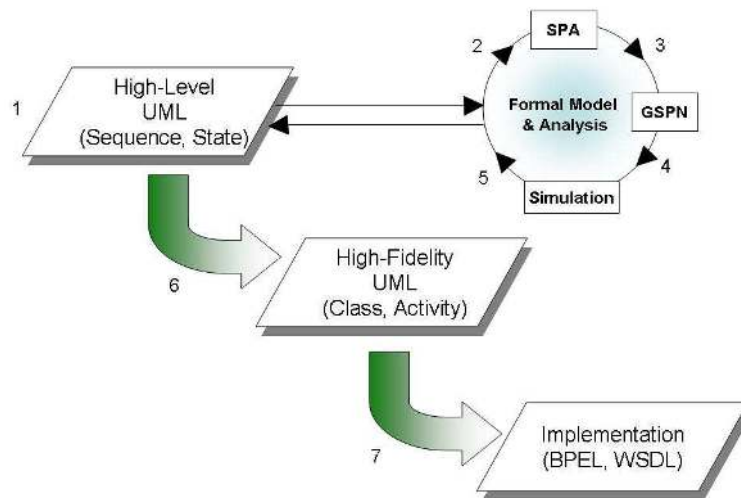 1
High-Level
UML
(Sequence, State)
2
SPA
3
Formal Model
& Analysis
GSPN
4
5
Simulation
6
High-Fidelity
UML
(Class, Activity)
7
Implementation
(BPEL, WSDL)